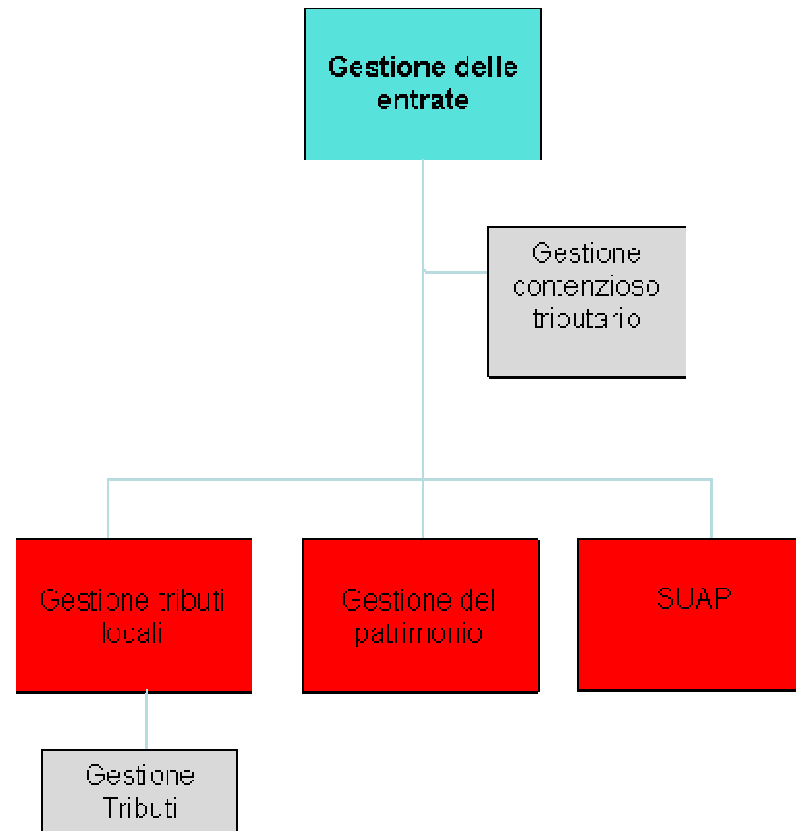 Gestione delle
entrate
Gestione
contenzioso
tributario
Gestione tributi
locali
Gestione del
patrimonio
SUAP
Gestione
Tributi